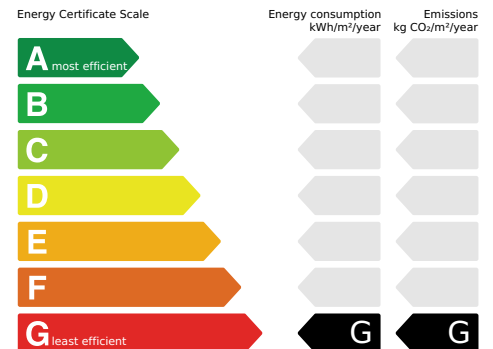 Energy Certificate Scale
Energy consumption
kWh/m²/year
Emissions
kg CO₂/m²/year
A most efficient
B
C
D
E
F
G least efficient
G
G